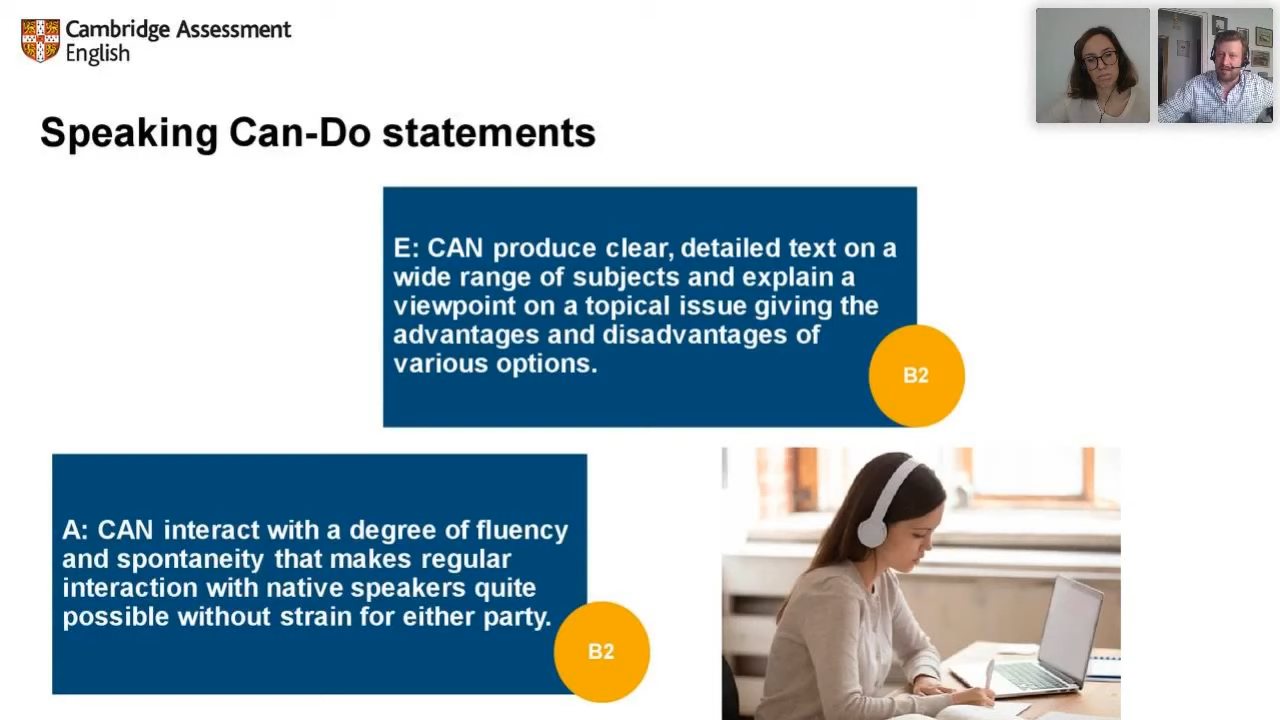 Cambridge Assessment
English
Speaking Can-Do statements
E: CAN produce clear, detailed text on a
wide range of subjects and explain a
viewpoint on a topical issue giving the
advantages and disadvantages of
various options.
B2
A: CAN interact with a degree of fluency
and spontaneity that makes regular
interaction with native speakers quite
possible without strain for either party.
B2